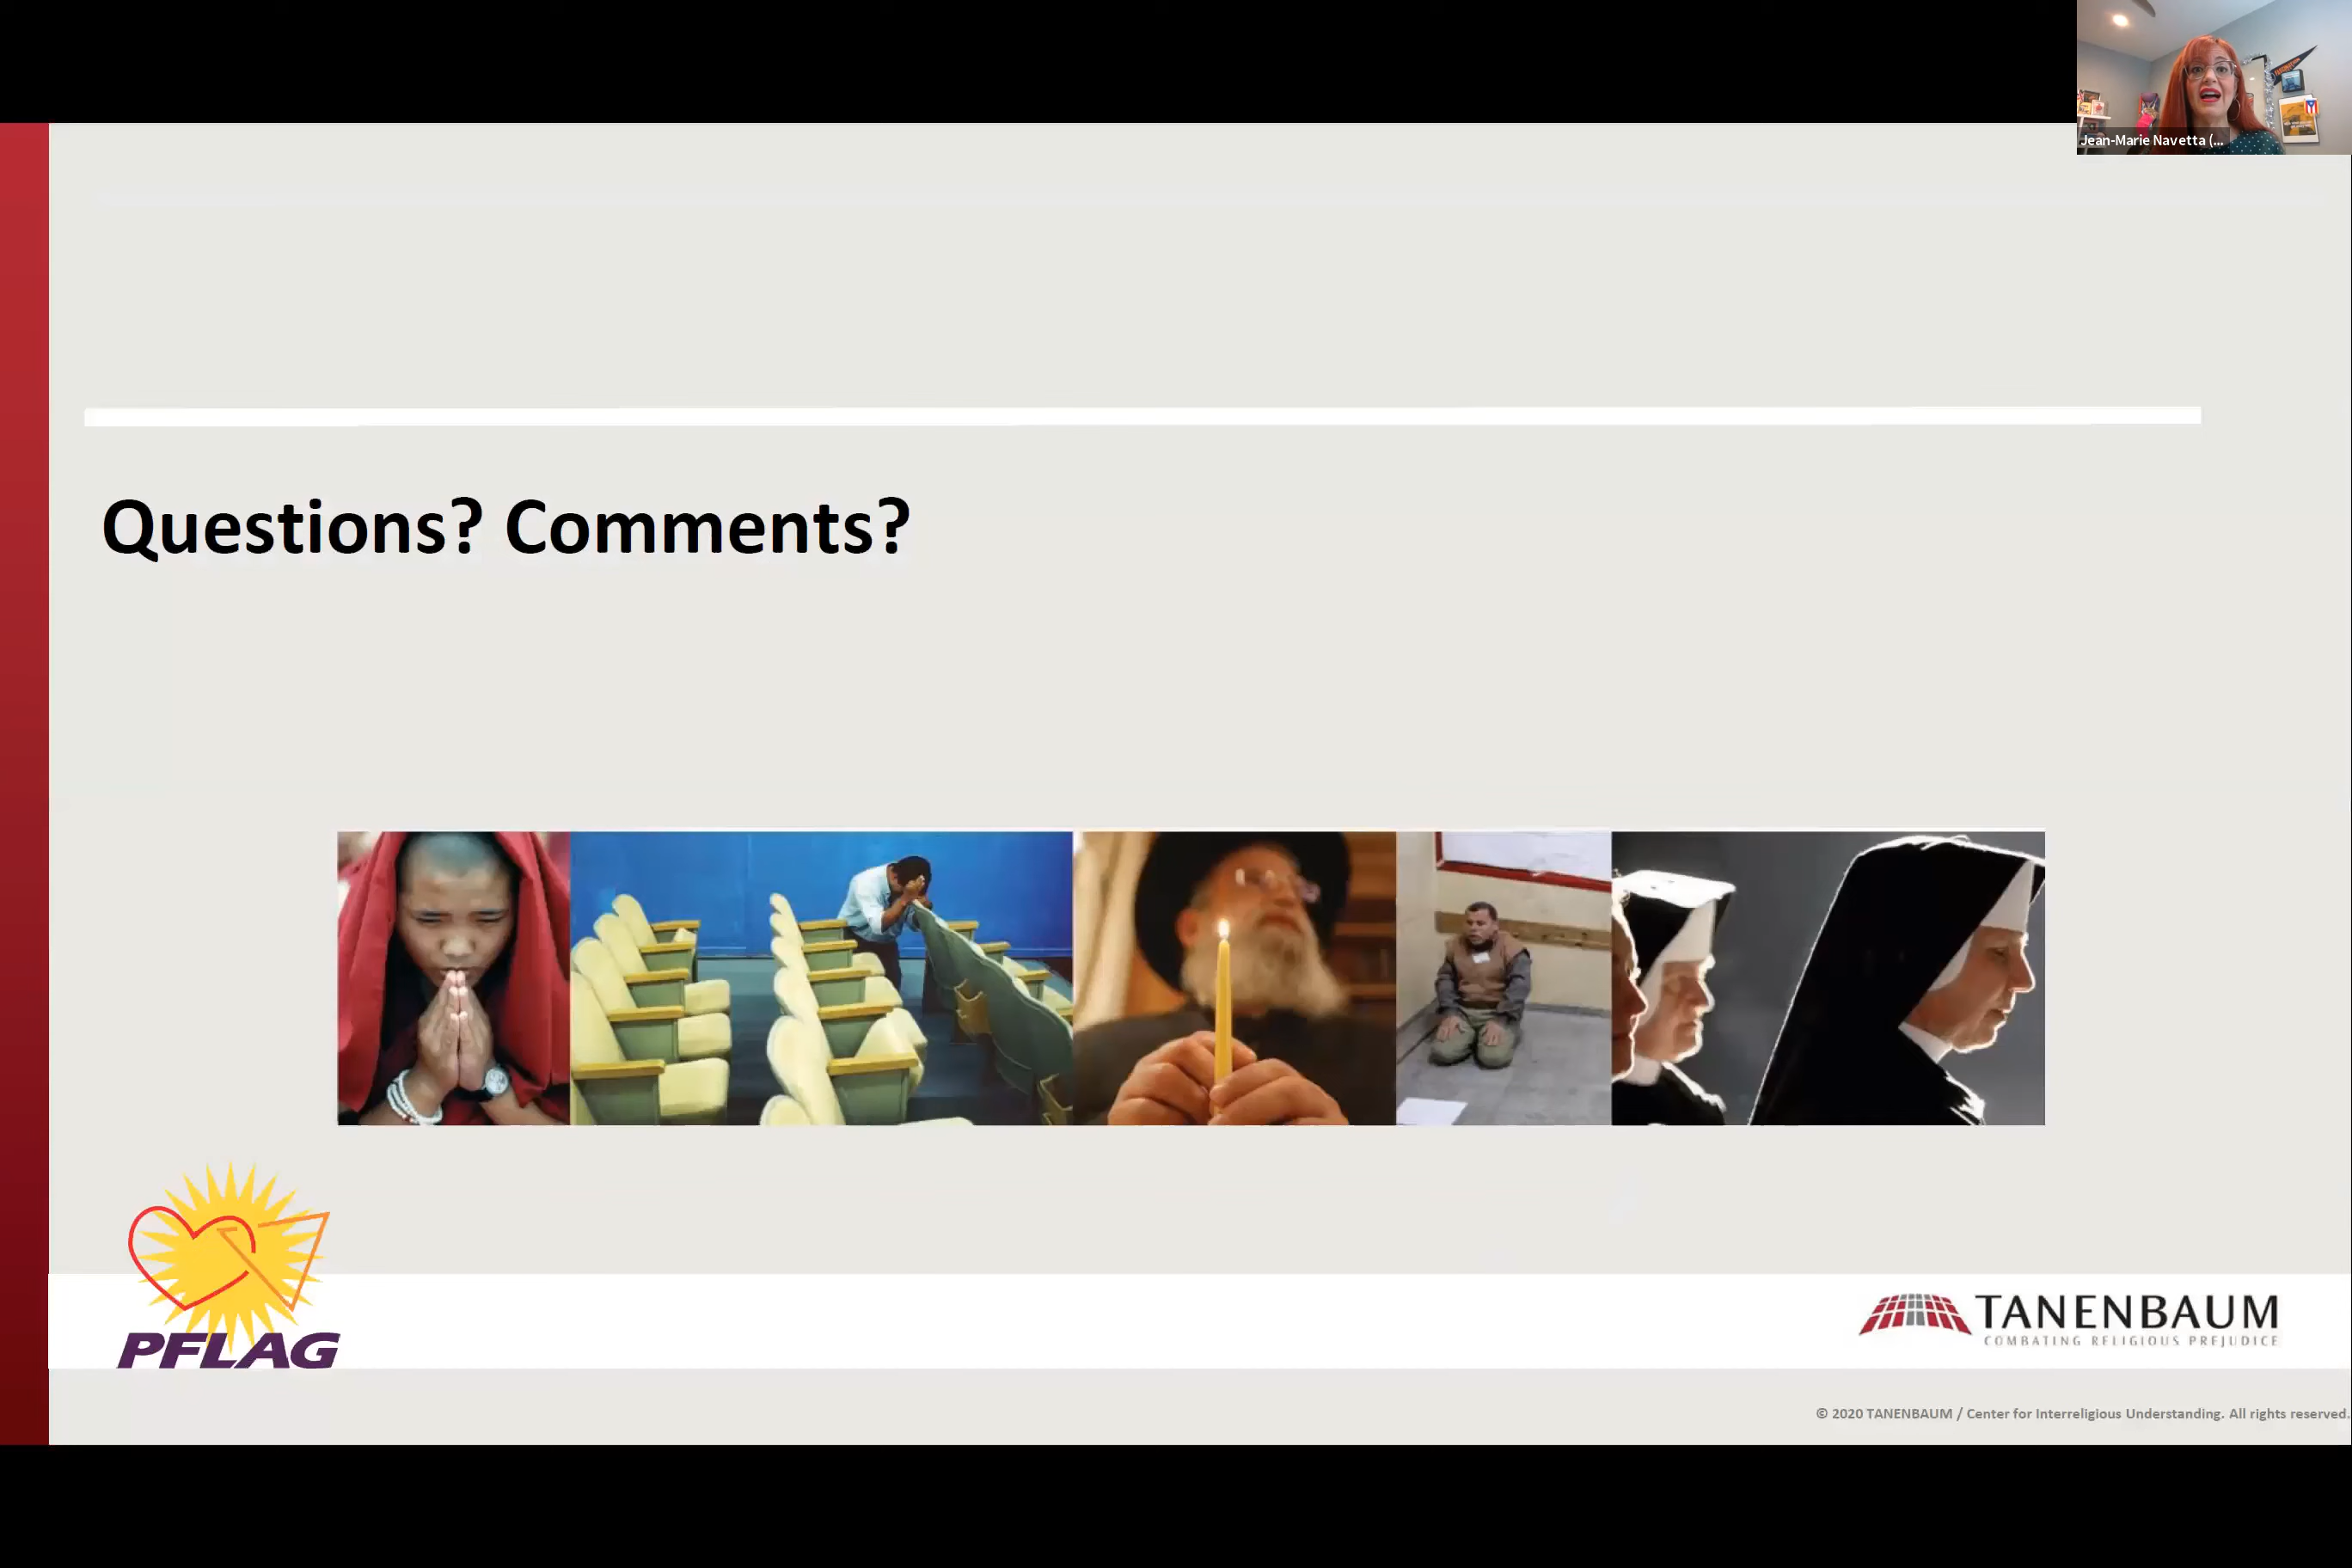 Jean-Marie Navetta (...
Questions? Comments?
PFLAG
TANENBAUM
COMBATING RELIGIOUS PREJUDICE
© 2020 TANENBAUM / Center for Interreligious Understanding. All rights reserved.